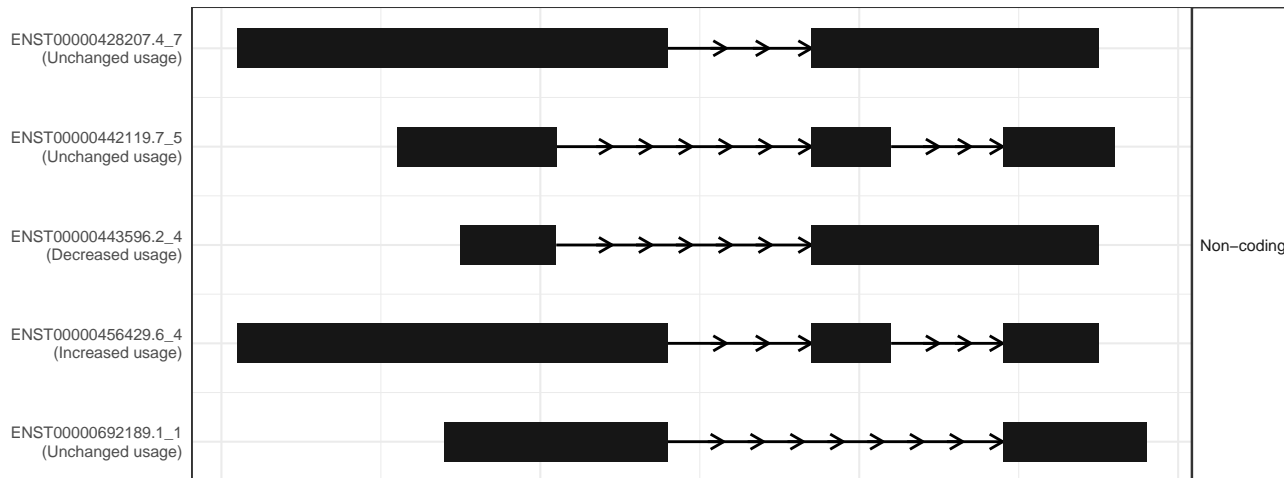 ENST00000428207.4_7
(Unchanged usage)
ENST00000442119.7_5
(Unchanged usage)
ENST00000443596.2_4
(Decreased usage)
Non−coding
ENST00000456429.6_4
(Increased usage)
ENST00000692189.1_1
(Unchanged usage)